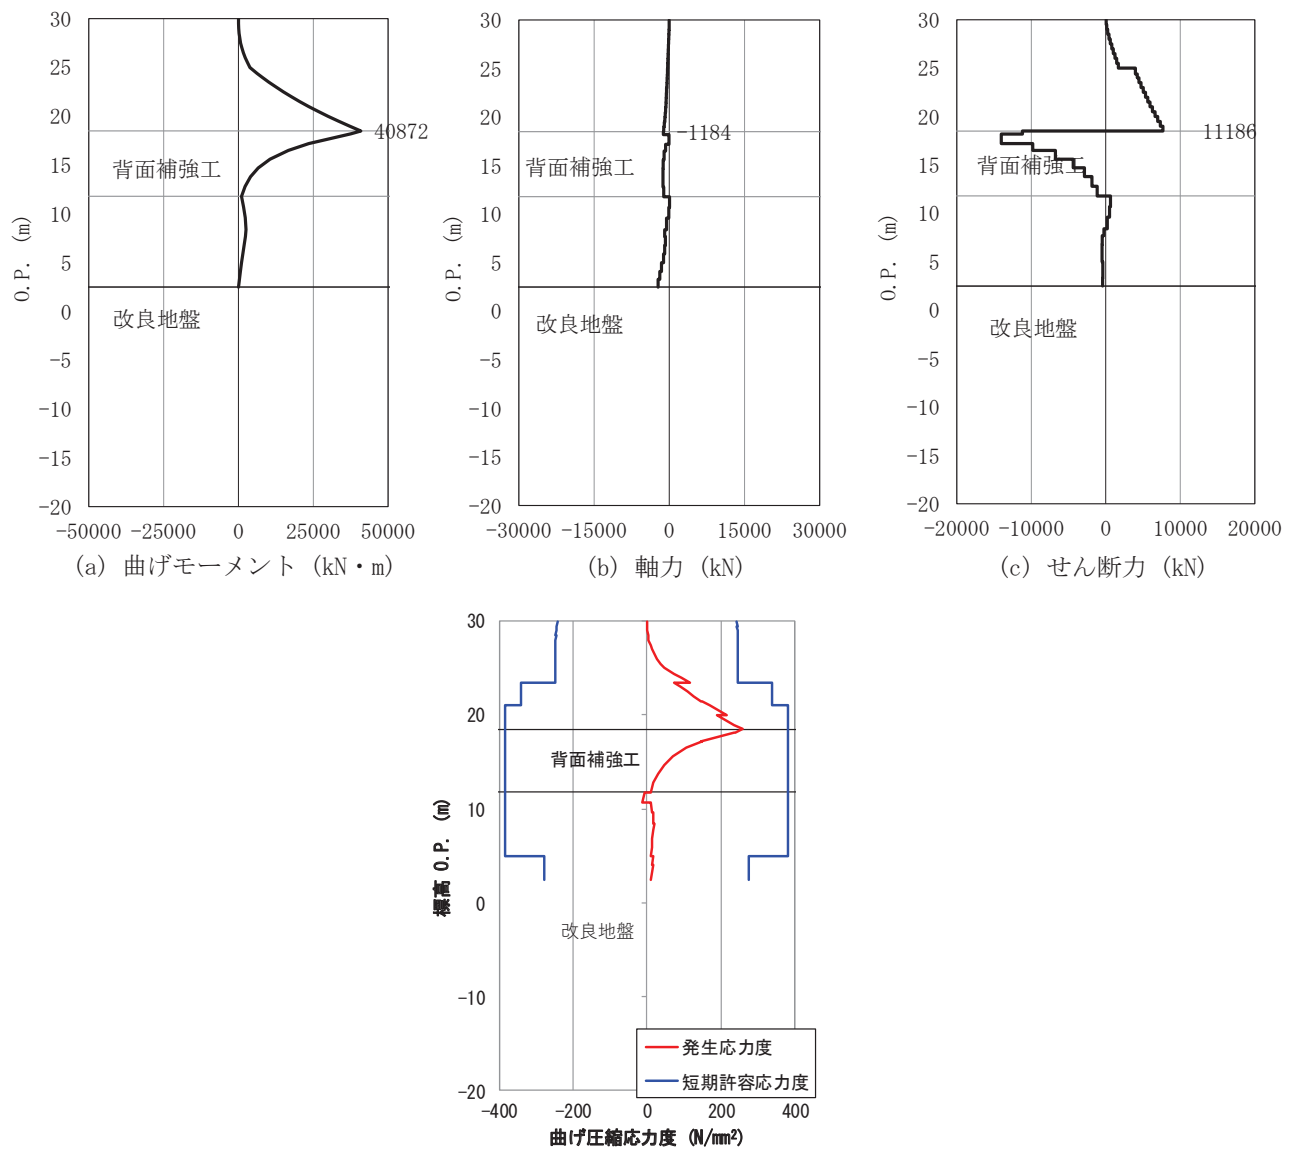 30
25
20
15
10
5
0
-5
-10
-15
-20
O.P. (m)
40872
背面補強工
改良地盤
-50000 -25000 0 25000 50000
(a) 曲げモーメント (kN・m)
30
25
20
15
10
5
0
-5
-10
-15
-20
O.P. (m)
-1184
背面補強工
改良地盤
-30000 -15000 0 15000 30000
(b) 軸力 (kN)
30
25
20
15
10
5
0
-5
-10
-15
-20
O.P. (m)
11186
背面補強工
改良地盤
-20000 -10000 0 10000 20000
(c) せん断力 (kN)
30
20
10
0
-10
-20
標高 O.P. (m)
背面補強工
改良地盤
発生応力度
短期許容応力度
-400 -200 0 200 400
曲げ圧縮応力度 (N/mm²)